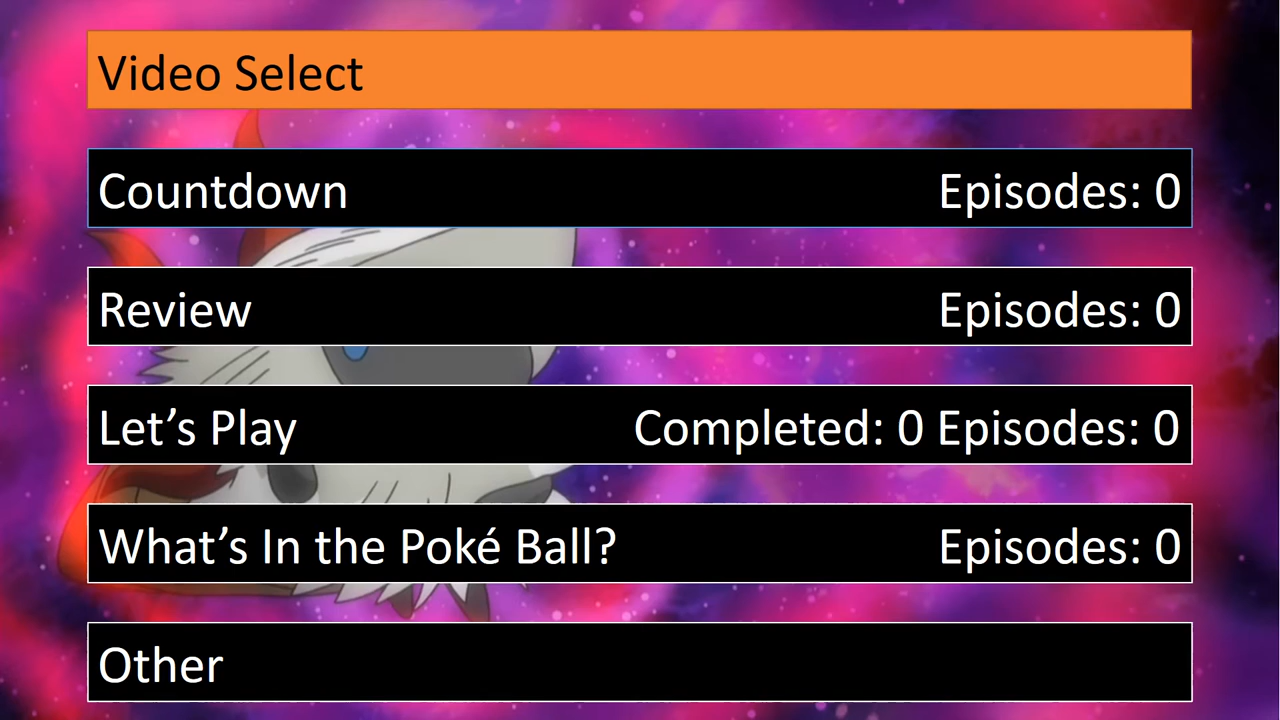 Video Select
Countdown Episodes: 0
Review Episodes: 0
Let’s Play Completed: 0 Episodes: 0
What’s In the Poké Ball? Episodes: 0
Other